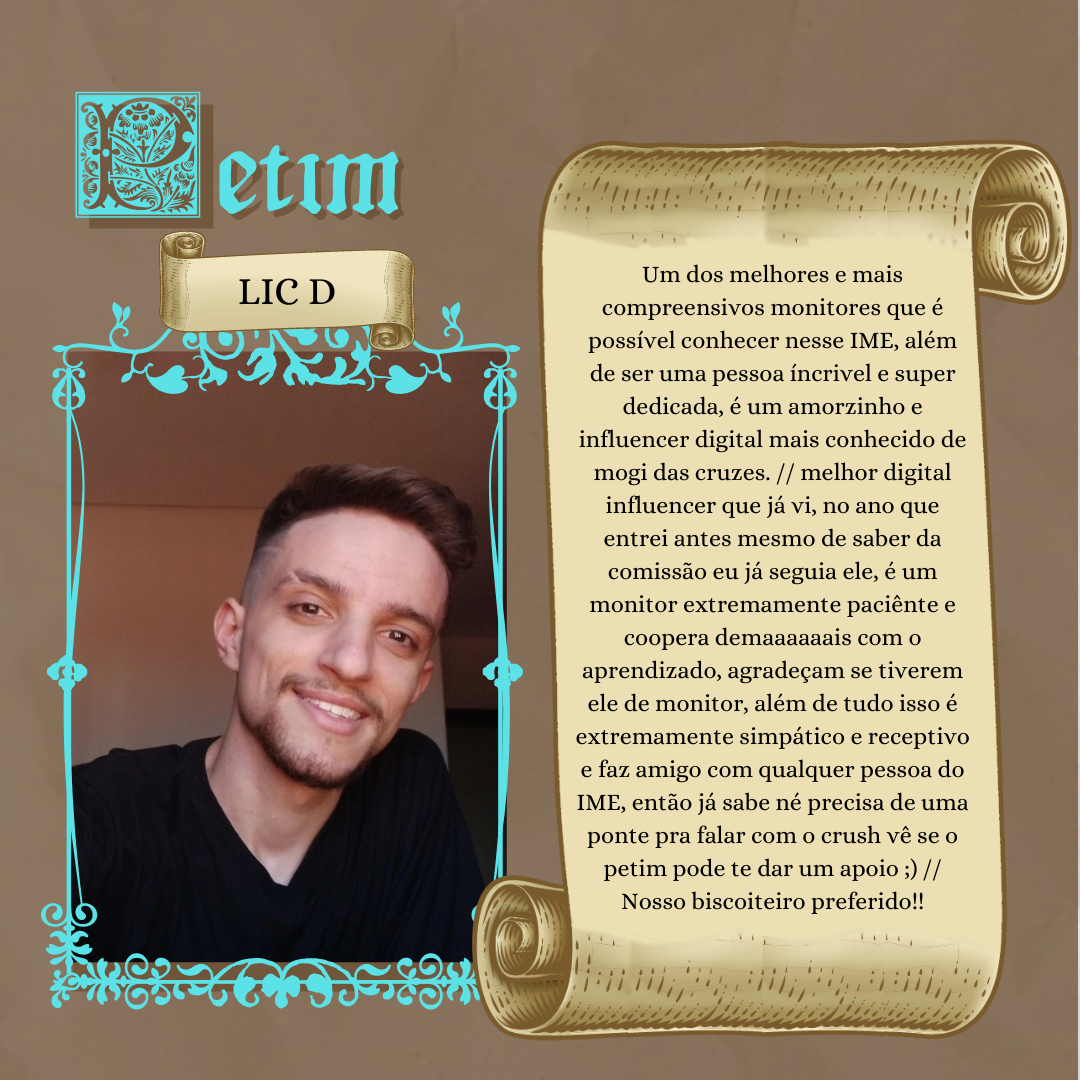 Petim
LIC D
Um dos melhores e mais
compreensivos monitores que é
possível conhecer nesse IME, além
de ser uma pessoa íncrivel e super
dedicada, é um amorzinho e
influencer digital mais conhecido de
mogi das cruzes. // melhor digital
influencer que já vi, no ano que
entrei antes mesmo de saber da
comissão eu já seguia ele, é um
monitor extremamente paciênte e
coopera demaaaaaais com o
aprendizado, agradeçam se tiverem
ele de monitor, além de tudo isso é
extremamente simpático e receptivo
e faz amigo com qualquer pessoa do
IME, então já sabe né precisa de uma
ponte pra falar com o crush vê se o
petim pode te dar um apoio ;) //
Nosso biscoiteiro preferido!!